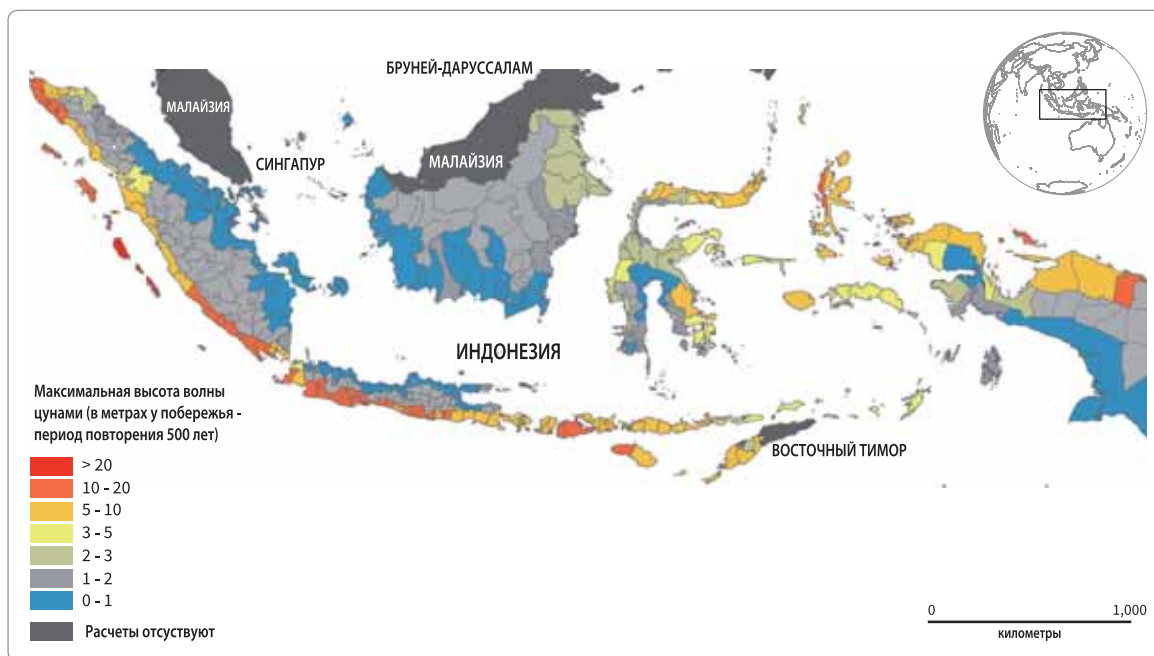 БРУНЕЙ-ДАРУССАЛАМ
МАЛАЙЗИЯ
СИНГАПУР
МАЛАЙЗИЯ
ИНДОНЕЗИЯ
ВОСТОЧНЫЙ ТИМОР
Максимальная высота волны
цунами (в метрах у побережья -
период повторения 500 лет)
> 20
10 - 20
5 - 10
3 - 5
2 - 3
1 - 2
0 - 1
Расчеты отсуствуют
0 1,000
километры